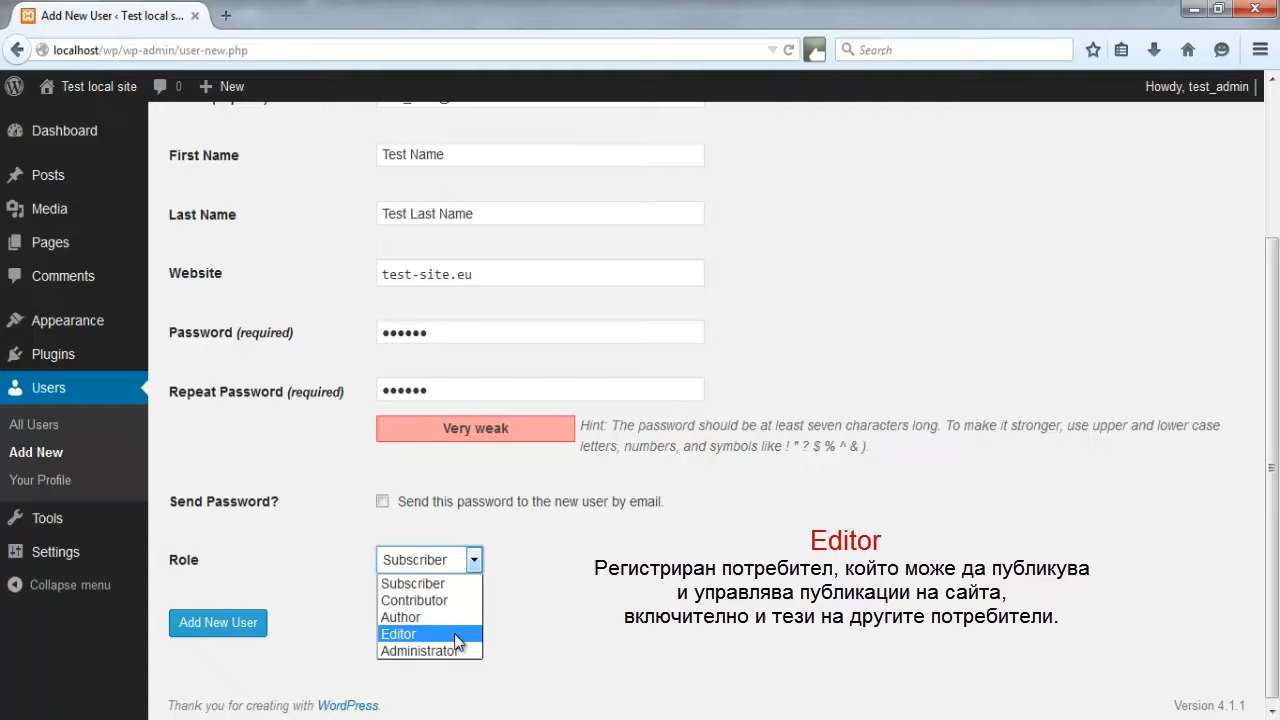 Add New User ‹ Test local s...
localhost/wp/wp-admin/user-new.php
Search
Test local site
0
New
Howdy, test_admin
Dashboard
Posts
Media
Pages
Comments
Appearance
Plugins
Users
All Users
Add New
Your Profile
Tools
Settings
Collapse menu
First Name
Test Name
Last Name
Test Last Name
Website
test-site.eu
Password (required)
●●●●●●
Repeat Password (required)
●●●●●●
Very weak
Hint: The password should be at least seven characters long. To make it stronger, use upper and lower case
letters, numbers, and symbols like ! " ? $ % ^ & ).
Send Password?
Send this password to the new user by email.
Role
Subscriber
Subscriber
Contributor
Author
Editor
Administrator
Add New User
Editor
Регистриран потребител, който може да публикува
и управлява публикации на сайта,
включително и тези на другите потребители.
Thank you for creating with WordPress.
Version 4.1.1